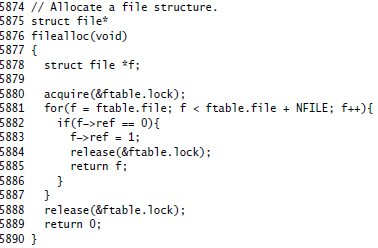 5874 // Allocate a file structure.
5875 struct file*
5876 filealloc(void)
5877 {
5878   struct file *f;
5879
5880   acquire(&ftable.lock);
5881   for(f = ftable.file; f < ftable.file + NFILE; f++){
5882     if(f->ref == 0){
5883       f->ref = 1;
5884       release(&ftable.lock);
5885       return f;
5886     }
5887   }
5888   release(&ftable.lock);
5889   return 0;
5890 }